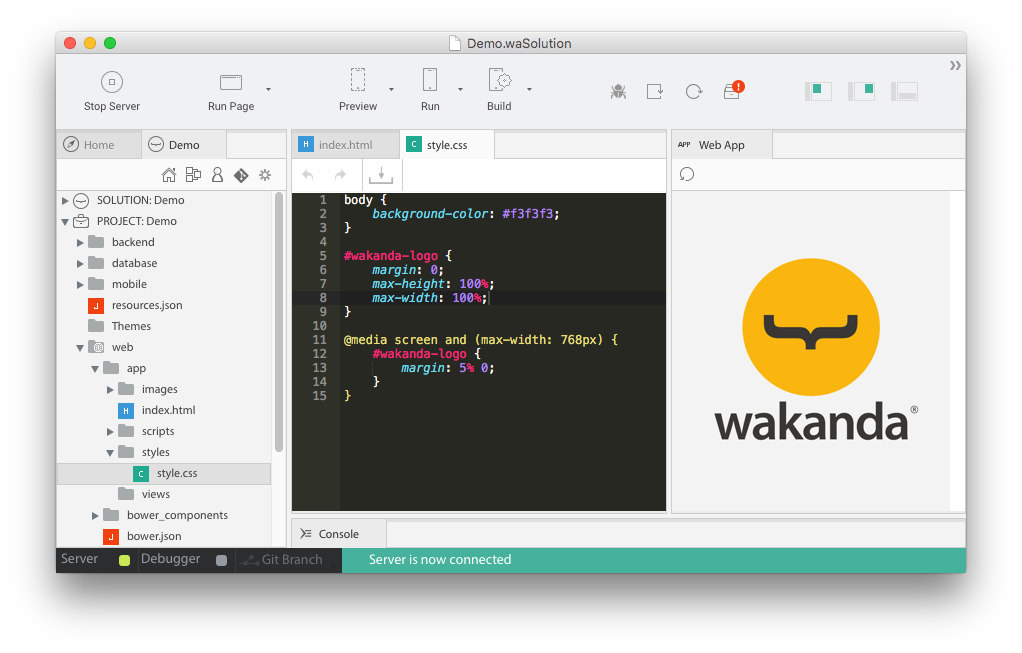 Demo.waSolution
Stop Server
Run Page
Preview
Run
Build
Home
Demo
H index.html
C style.css
APP Web App
SOLUTION: Demo
PROJECT: Demo
backend
database
mobile
J resources.json
Themes
web
app
images
H index.html
scripts
styles
C style.css
views
bower_components
J bower.json
1 body {
2 background-color: #f3f3f3;
3 }
4
5 #wakanda-logo {
6 margin: 0;
7 max-height: 100%;
8 max-width: 100%;
9 }
10
11 @media screen and (max-width: 768px) {
12 #wakanda-logo {
13 margin: 5% 0;
14 }
15 }
wakanda®
Console
Server
Debugger
Git Branch
Server is now connected